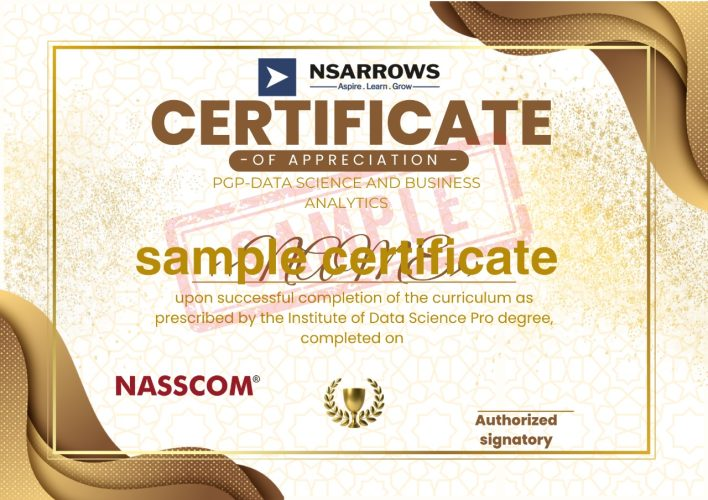 NSARROWS
Aspire . Learn . Grow
CERTIFICATE
- OF APPRECIATION -
PGP-DATA SCIENCE AND BUSINESS
ANALYTICS
SAMPLE
Name
sample certificate
upon successful completion of the curriculum as
prescribed by the Institute of Data Science Pro degree,
completed on
NASSCOM®
Authorized
signatory